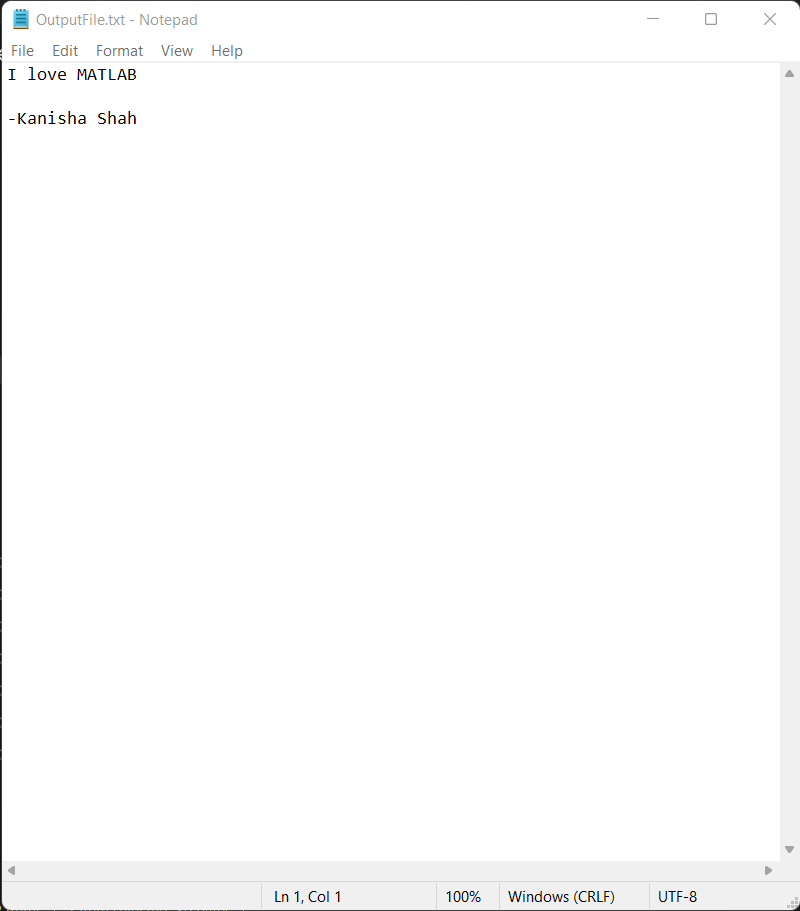 OutputFile.txt - Notepad
File Edit Format View Help
I love MATLAB
-Kanisha Shah
Ln 1, Col 1 100% Windows (CRLF) UTF-8